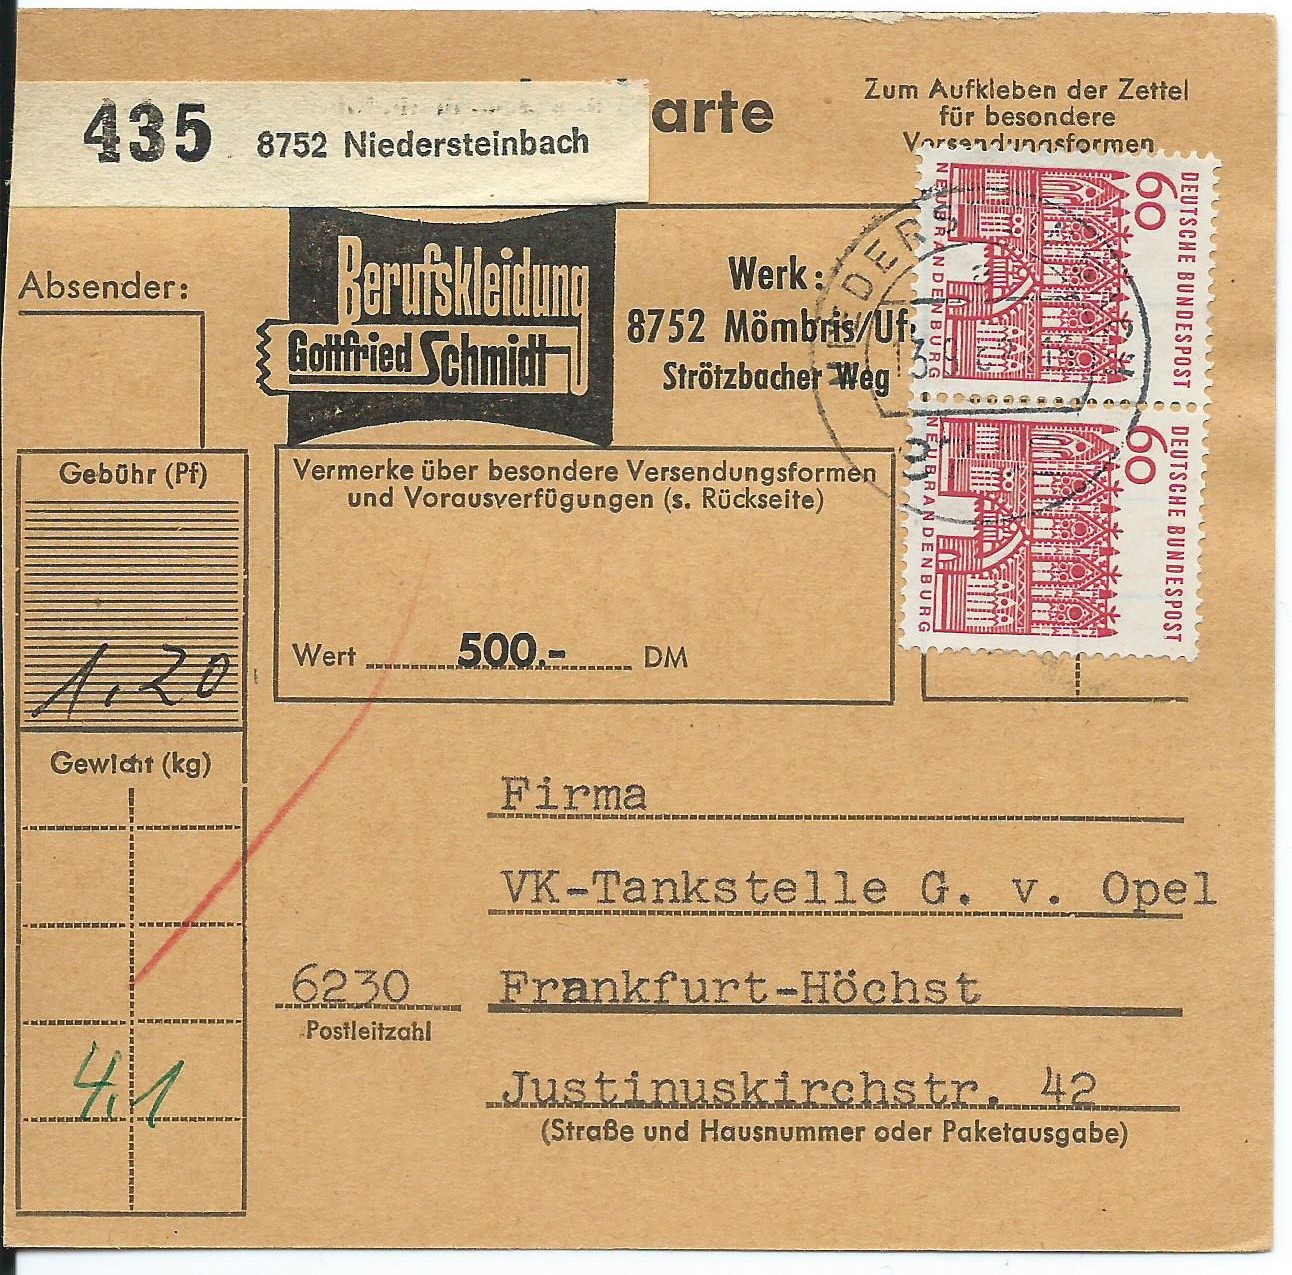 arte
Zum Aufkleben der Zettel
für besondere
Versendungsformen
435 8752 Niedersteinbach
Absender:
Berufskleidung
Gottfried Schmidt
Werk:
8752 Mömbris/Uf.
Strötzbacher Weg
60
DEUTSCHE BUNDESPOST
NEUBRANDENBURG
60
DEUTSCHE BUNDESPOST
NEUBRANDENBURG
NIEDERS
a
Gebühr (Pf)
1,20
Vermerke über besondere Versendungsformen
und Vorausverfügungen (s. Rückseite)
Wert 500.- DM
Gewicht (kg)
4,1
Firma
VK-Tankstelle G. v. Opel
6230 Frankfurt-Höchst
Postleitzahl
Justinuskirchstr. 42
(Straße und Hausnummer oder Paketausgabe)